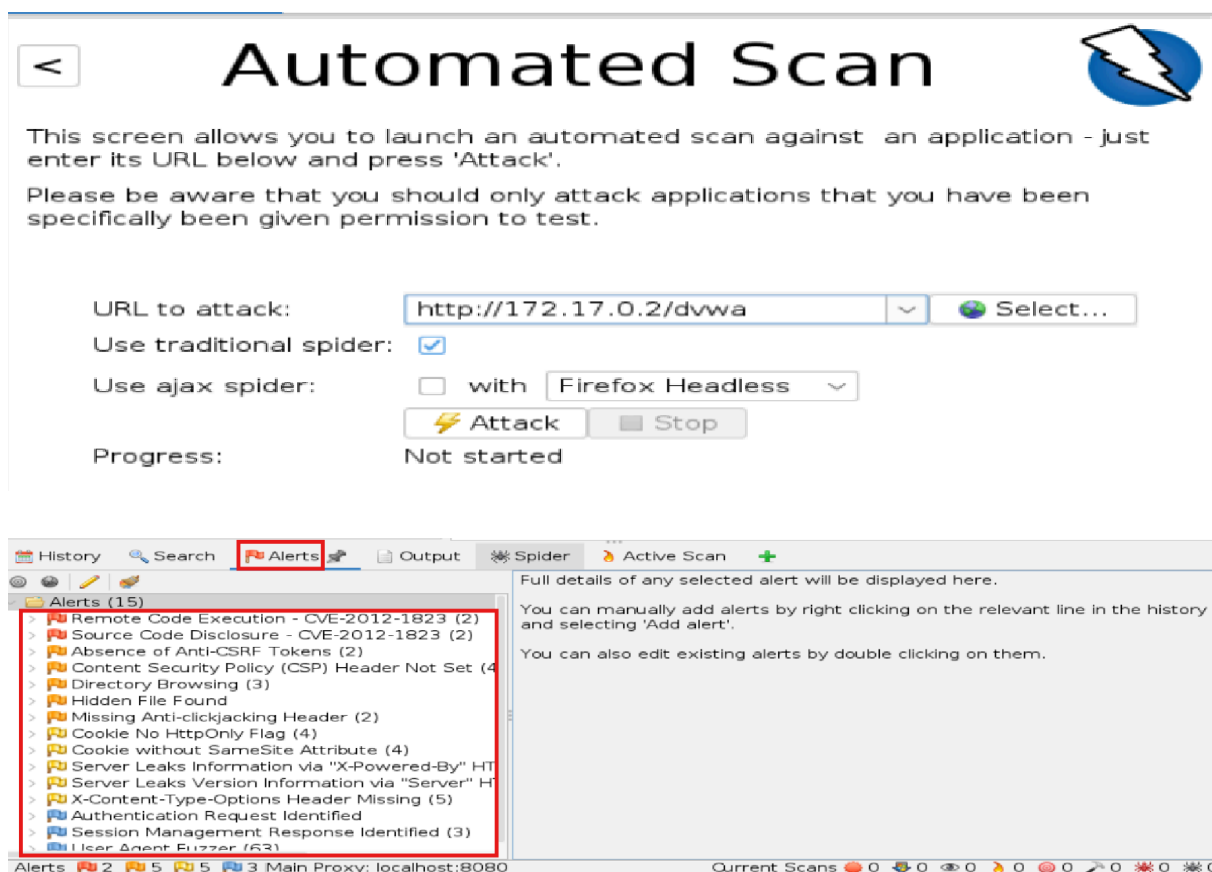 <
Automated Scan
This screen allows you to launch an automated scan against an application - just
enter its URL below and press 'Attack'.
Please be aware that you should only attack applications that you have been
specifically been given permission to test.
URL to attack: http://172.17.0.2/dvwa Select...
Use traditional spider:
Use ajax spider: with Firefox Headless
Attack Stop
Progress: Not started
History Search Alerts Output Spider Active Scan
Alerts (15)
Remote Code Execution - CVE-2012-1823 (2)
Source Code Disclosure - CVE-2012-1823 (2)
Absence of Anti-CSRF Tokens (2)
Content Security Policy (CSP) Header Not Set (4
Directory Browsing (3)
Hidden File Found
Missing Anti-clickjacking Header (2)
Cookie No HttpOnly Flag (4)
Cookie without SameSite Attribute (4)
Server Leaks Information via "X-Powered-By" HT
Server Leaks Version Information via "Server" H
X-Content-Type-Options Header Missing (5)
Authentication Request Identified
Session Management Response Identified (3)
User Agent Fuzzer (63)
Full details of any selected alert will be displayed here.
You can manually add alerts by right clicking on the relevant line in the history
and selecting 'Add alert'.
You can also edit existing alerts by double clicking on them.
Alerts 2 5 5 3 Main Proxy: localhost:8080 Current Scans 0 0 0 0 0 0 0